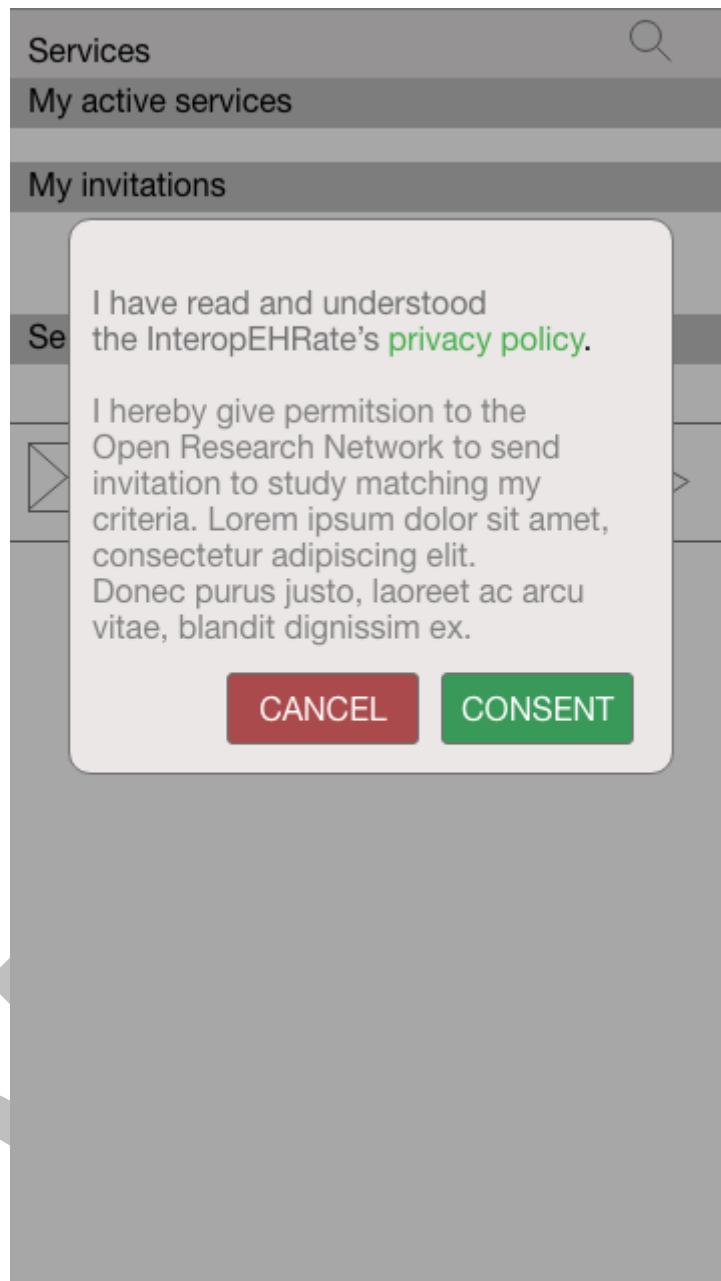 Services
My active services
My invitations
Se
I have read and understood
the InteropEHRate's privacy policy.
I hereby give permitsion to the
Open Research Network to send
invitation to study matching my
criteria. Lorem ipsum dolor sit amet,
consectetur adipiscing elit.
Donec purus justo, laoreet ac arcu
vitae, blandit dignissim ex.
CANCEL CONSENT